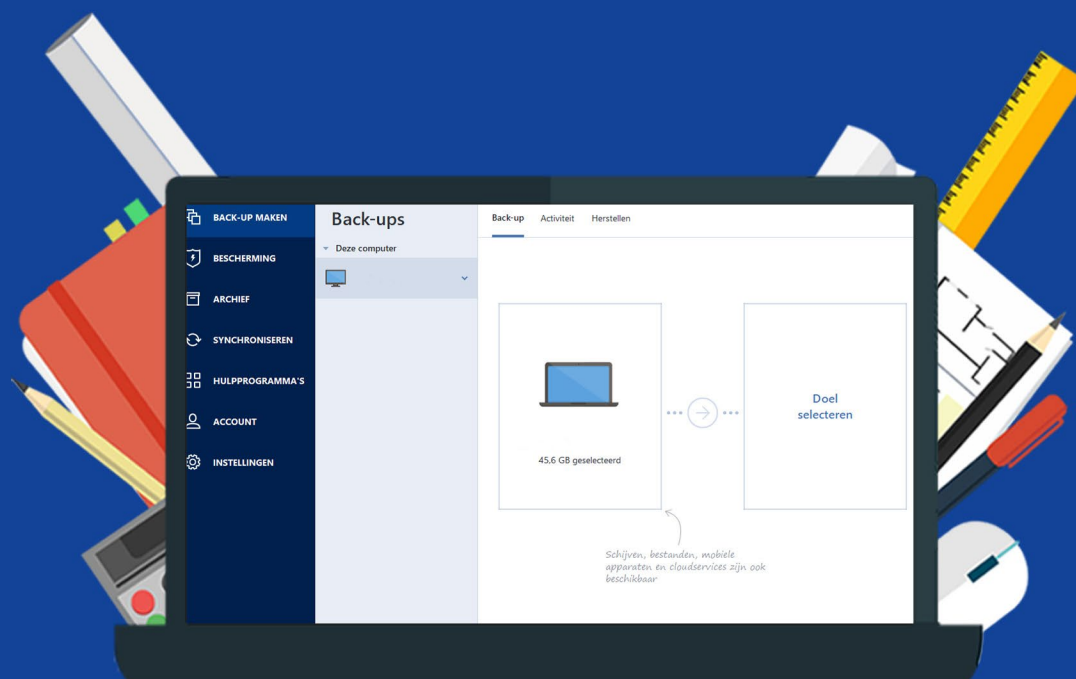 BACK-UP MAKEN
BESCHERMING
ARCHIEF
SYNCHRONISEREN
HULPPROGRAMMA'S
ACCOUNT
INSTELLINGEN
Back-ups
Deze computer
Back-up Activiteit Herstellen
45,6 GB geselecteerd
Doel
selecteren
Schijven, bestanden, mobiele
apparaten en cloudservices zijn ook
beschikbaar